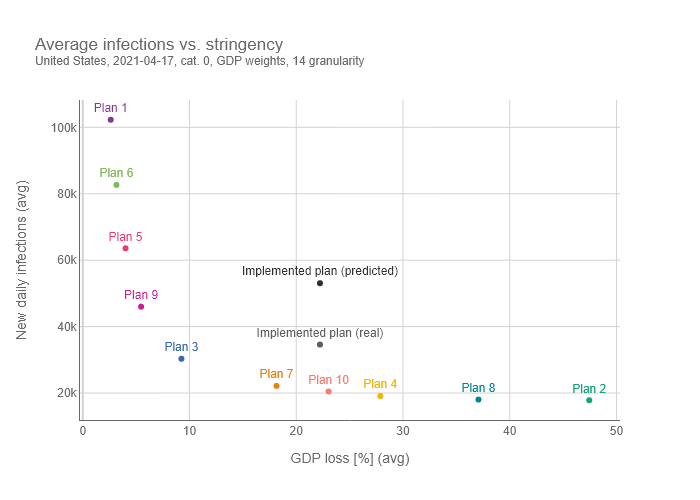 Average infections vs. stringency
United States, 2021-04-17, cat. 0, GDP weights, 14 granularity
Plan 1
100k
Plan 6
80k
Plan 5
60k
Implemented plan (predicted)
Plan 9
40k
Implemented plan (real)
Plan 3
Plan 7
Plan 10
Plan 4
Plan 8
Plan 2
20k
0
10
20
30
40
50
GDP loss [%] (avg)
New daily infections (avg)